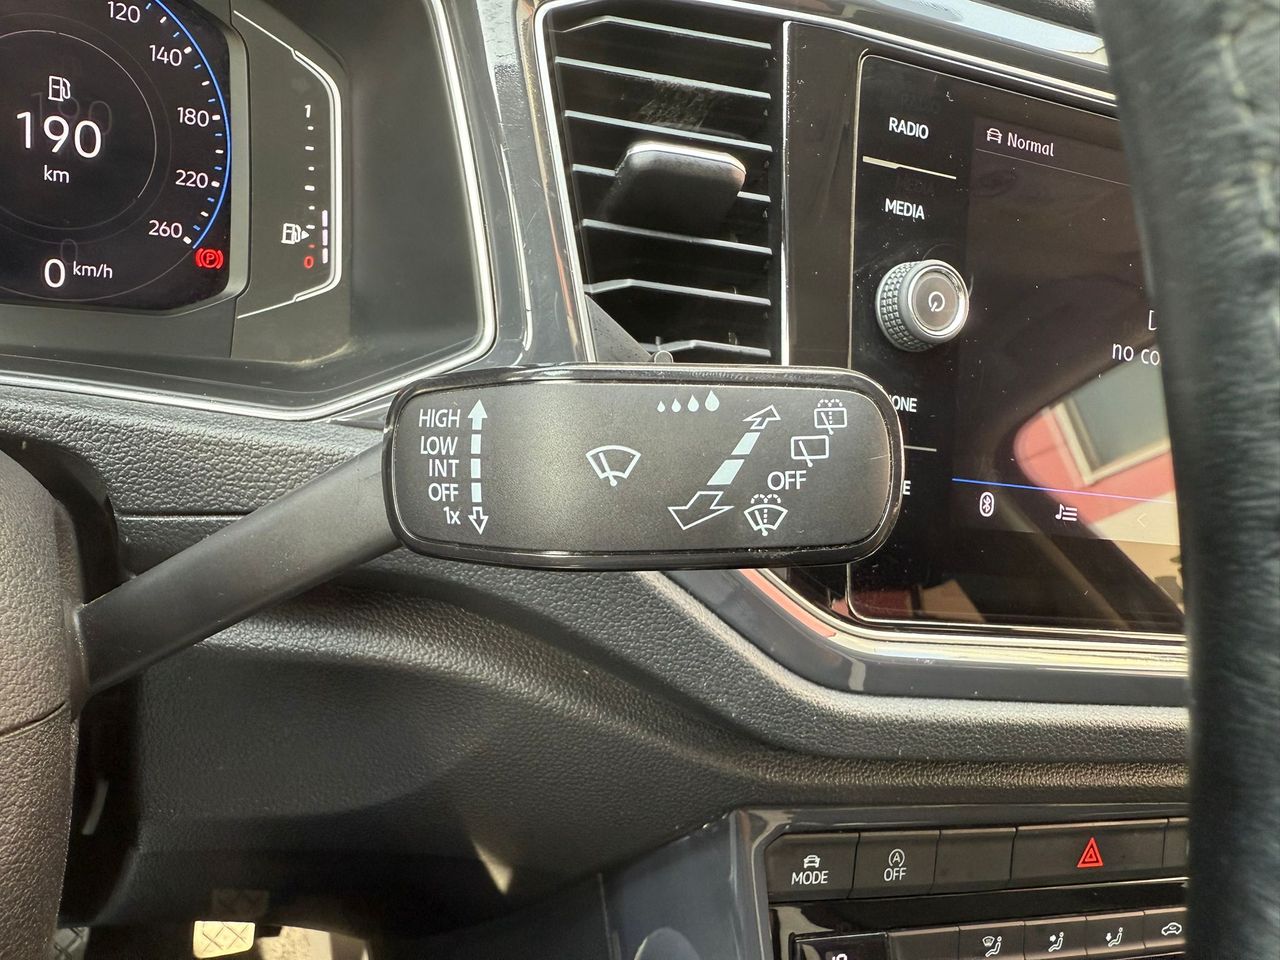 120
140
180
220
260
190
km
0 km/h
1
0
RADIO
MEDIA
Normal
no co
HIGH
LOW
INT
OFF
1x
OFF
MODE
A
OFF